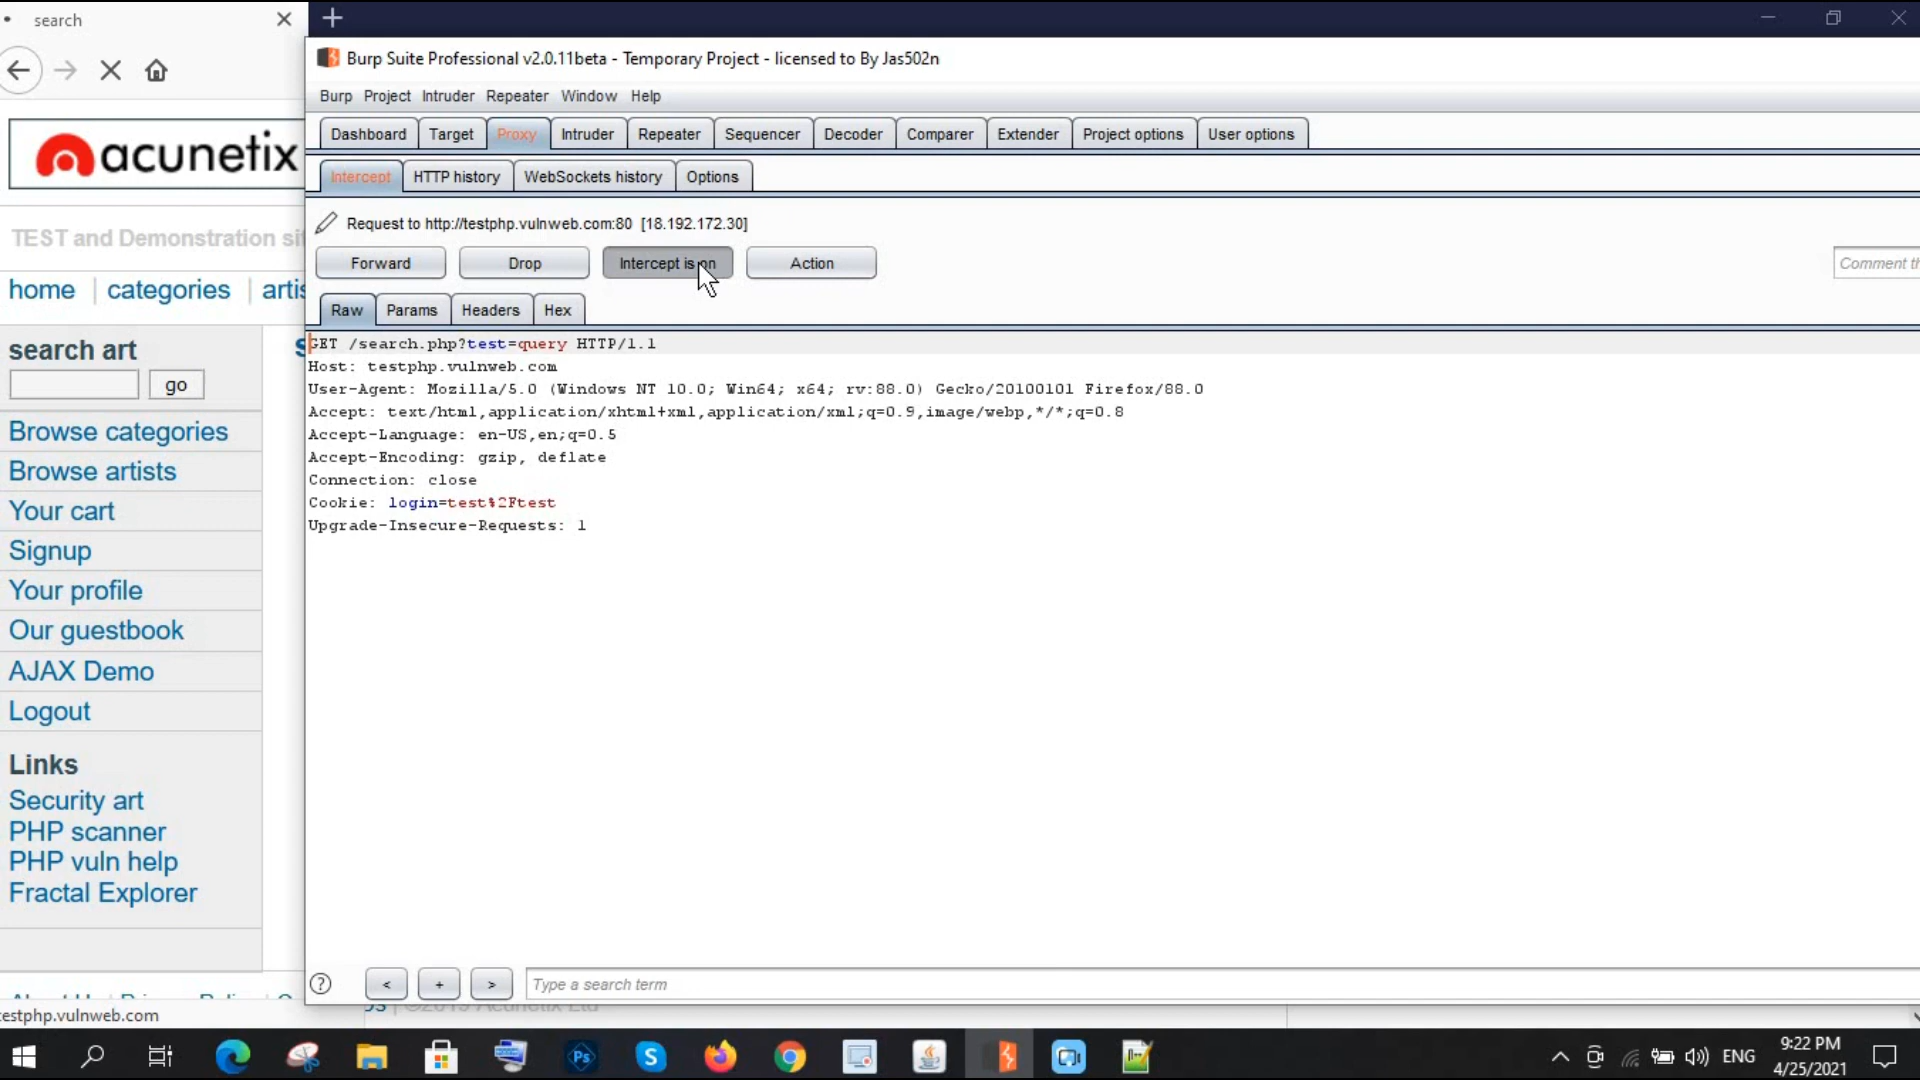 search
Burp Suite Professional v2.0.11beta - Temporary Project - licensed to By Jas502n
Burp Project Intruder Repeater Window Help
Dashboard Target Proxy Intruder Repeater Sequencer Decoder Comparer Extender Project options User options
Intercept HTTP history WebSockets history Options
Request to http://testphp.vulnweb.com:80 [18.192.172.30]
Forward Drop Intercept is on Action Comment th
Raw Params Headers Hex
GET /search.php?test=query HTTP/1.1
Host: testphp.vulnweb.com
User-Agent: Mozilla/5.0 (Windows NT 10.0; Win64; x64; rv:88.0) Gecko/20100101 Firefox/88.0
Accept: text/html,application/xhtml+xml,application/xml;q=0.9,image/webp,*/*;q=0.8
Accept-Language: en-US,en;q=0.5
Accept-Encoding: gzip, deflate
Connection: close
Cookie: login=test%2Ftest
Upgrade-Insecure-Requests: 1
< + > Type a search term
acunetix
TEST and Demonstration si
home | categories | artis
search art
go
Browse categories
Browse artists
Your cart
Signup
Your profile
Our guestbook
AJAX Demo
Logout
Links
Security art
PHP scanner
PHP vuln help
Fractal Explorer
©2019 Acunetix Ltd
estphp.vulnweb.com
Ps
ENG
9:22 PM
4/25/2021